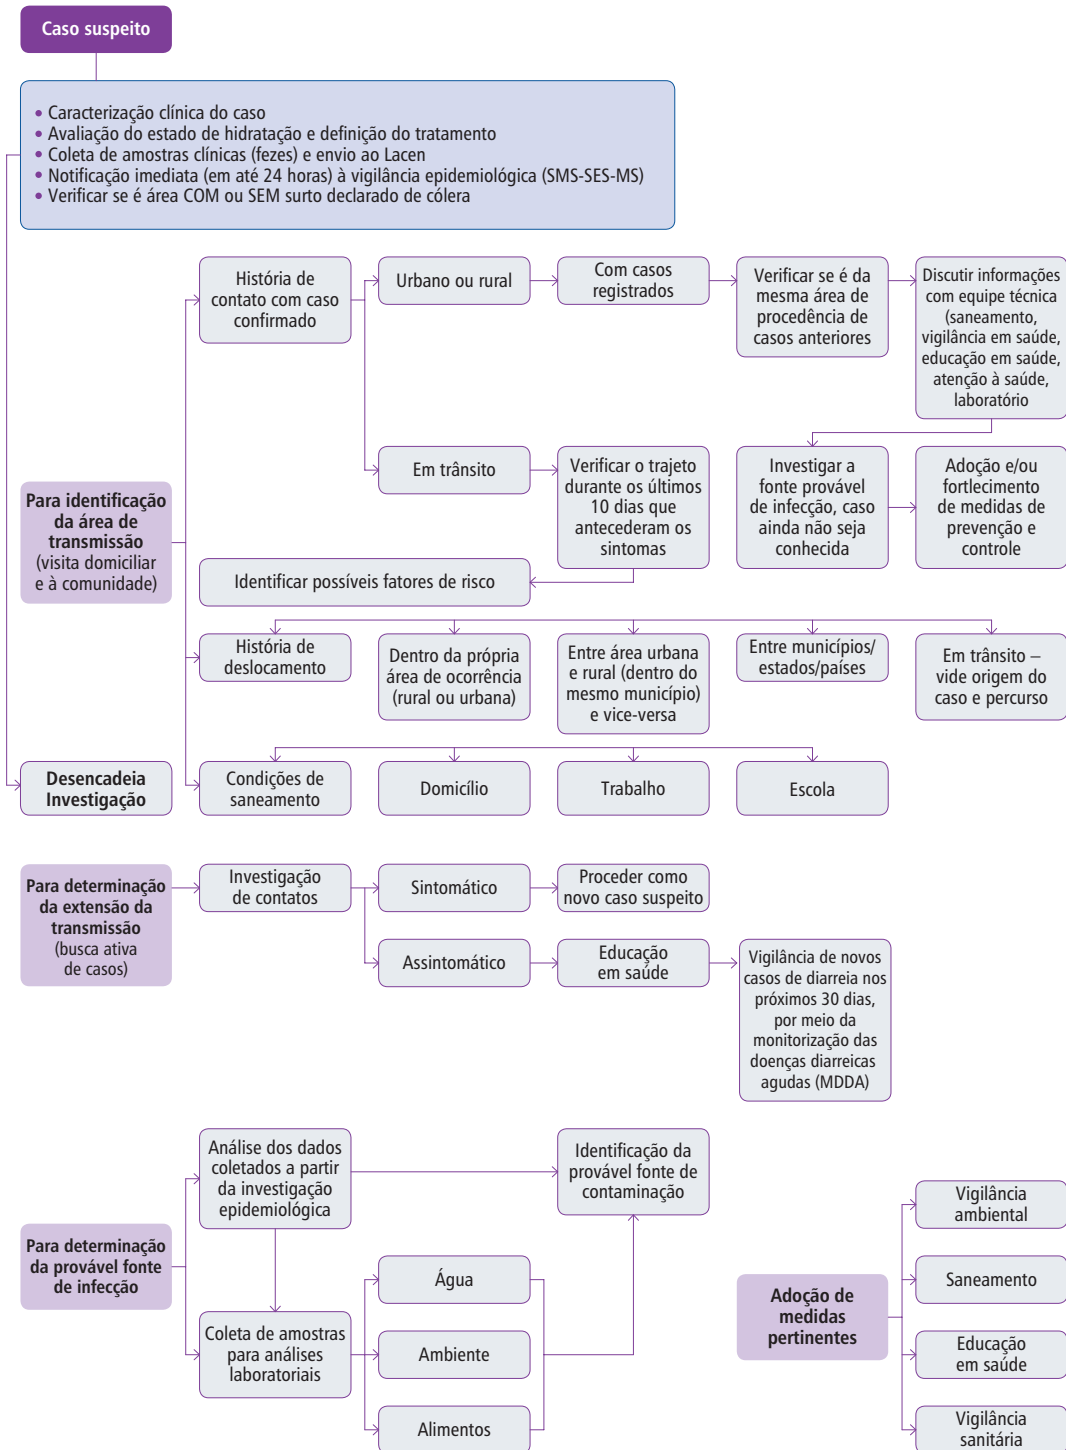 Caso suspeito
• Caracterização clínica do caso
• Avaliação do estado de hidratação e definição do tratamento
• Coleta de amostras clínicas (fezes) e envio ao Lacen
• Notificação imediata (em até 24 horas) à vigilância epidemiológica (SMS-SES-MS)
• Verificar se é área COM ou SEM surto declarado de cólera
Para identificação
da área de
transmissão
(visita domiciliar
e à comunidade)
História de
contato com caso
confirmado
Urbano ou rural
Com casos
registrados
Verificar se é da
mesma área de
procedência de
casos anteriores
Discutir informações
com equipe técnica
(saneamento,
vigilância em saúde,
educação em saúde,
atenção à saúde,
laboratório
Em trânsito
Verificar o trajeto
durante os últimos
10 dias que
antecederam os
sintomas
Investigar a
fonte provável
de infecção, caso
ainda não seja
conhecida
Adoção e/ou
fortlecimento
de medidas de
prevenção e
controle
Identificar possíveis fatores de risco
História de
deslocamento
Dentro da própria
área de ocorrência
(rural ou urbana)
Entre área urbana
e rural (dentro do
mesmo município)
e vice-versa
Entre municípios/
estados/países
Em trânsito –
vide origem do
caso e percurso
Desencadeia
Investigação
Condições de
saneamento
Domicílio
Trabalho
Escola
Para determinação
da extensão da
transmissão
(busca ativa
de casos)
Investigação
de contatos
Sintomático
Proceder como
novo caso suspeito
Assintomático
Educação
em saúde
Vigilância de novos
casos de diarreia nos
próximos 30 dias,
por meio da
monitorização das
doenças diarreicas
agudas (MDDA)
Para determinação
da provável fonte
de infecção
Análise dos dados
coletados a partir
da investigação
epidemiológica
Identificação da
provável fonte de
contaminação
Coleta de amostras
para análises
laboratoriais
Água
Ambiente
Alimentos
Adoção de
medidas
pertinentes
Vigilância
ambiental
Saneamento
Educação
em saúde
Vigilância
sanitária